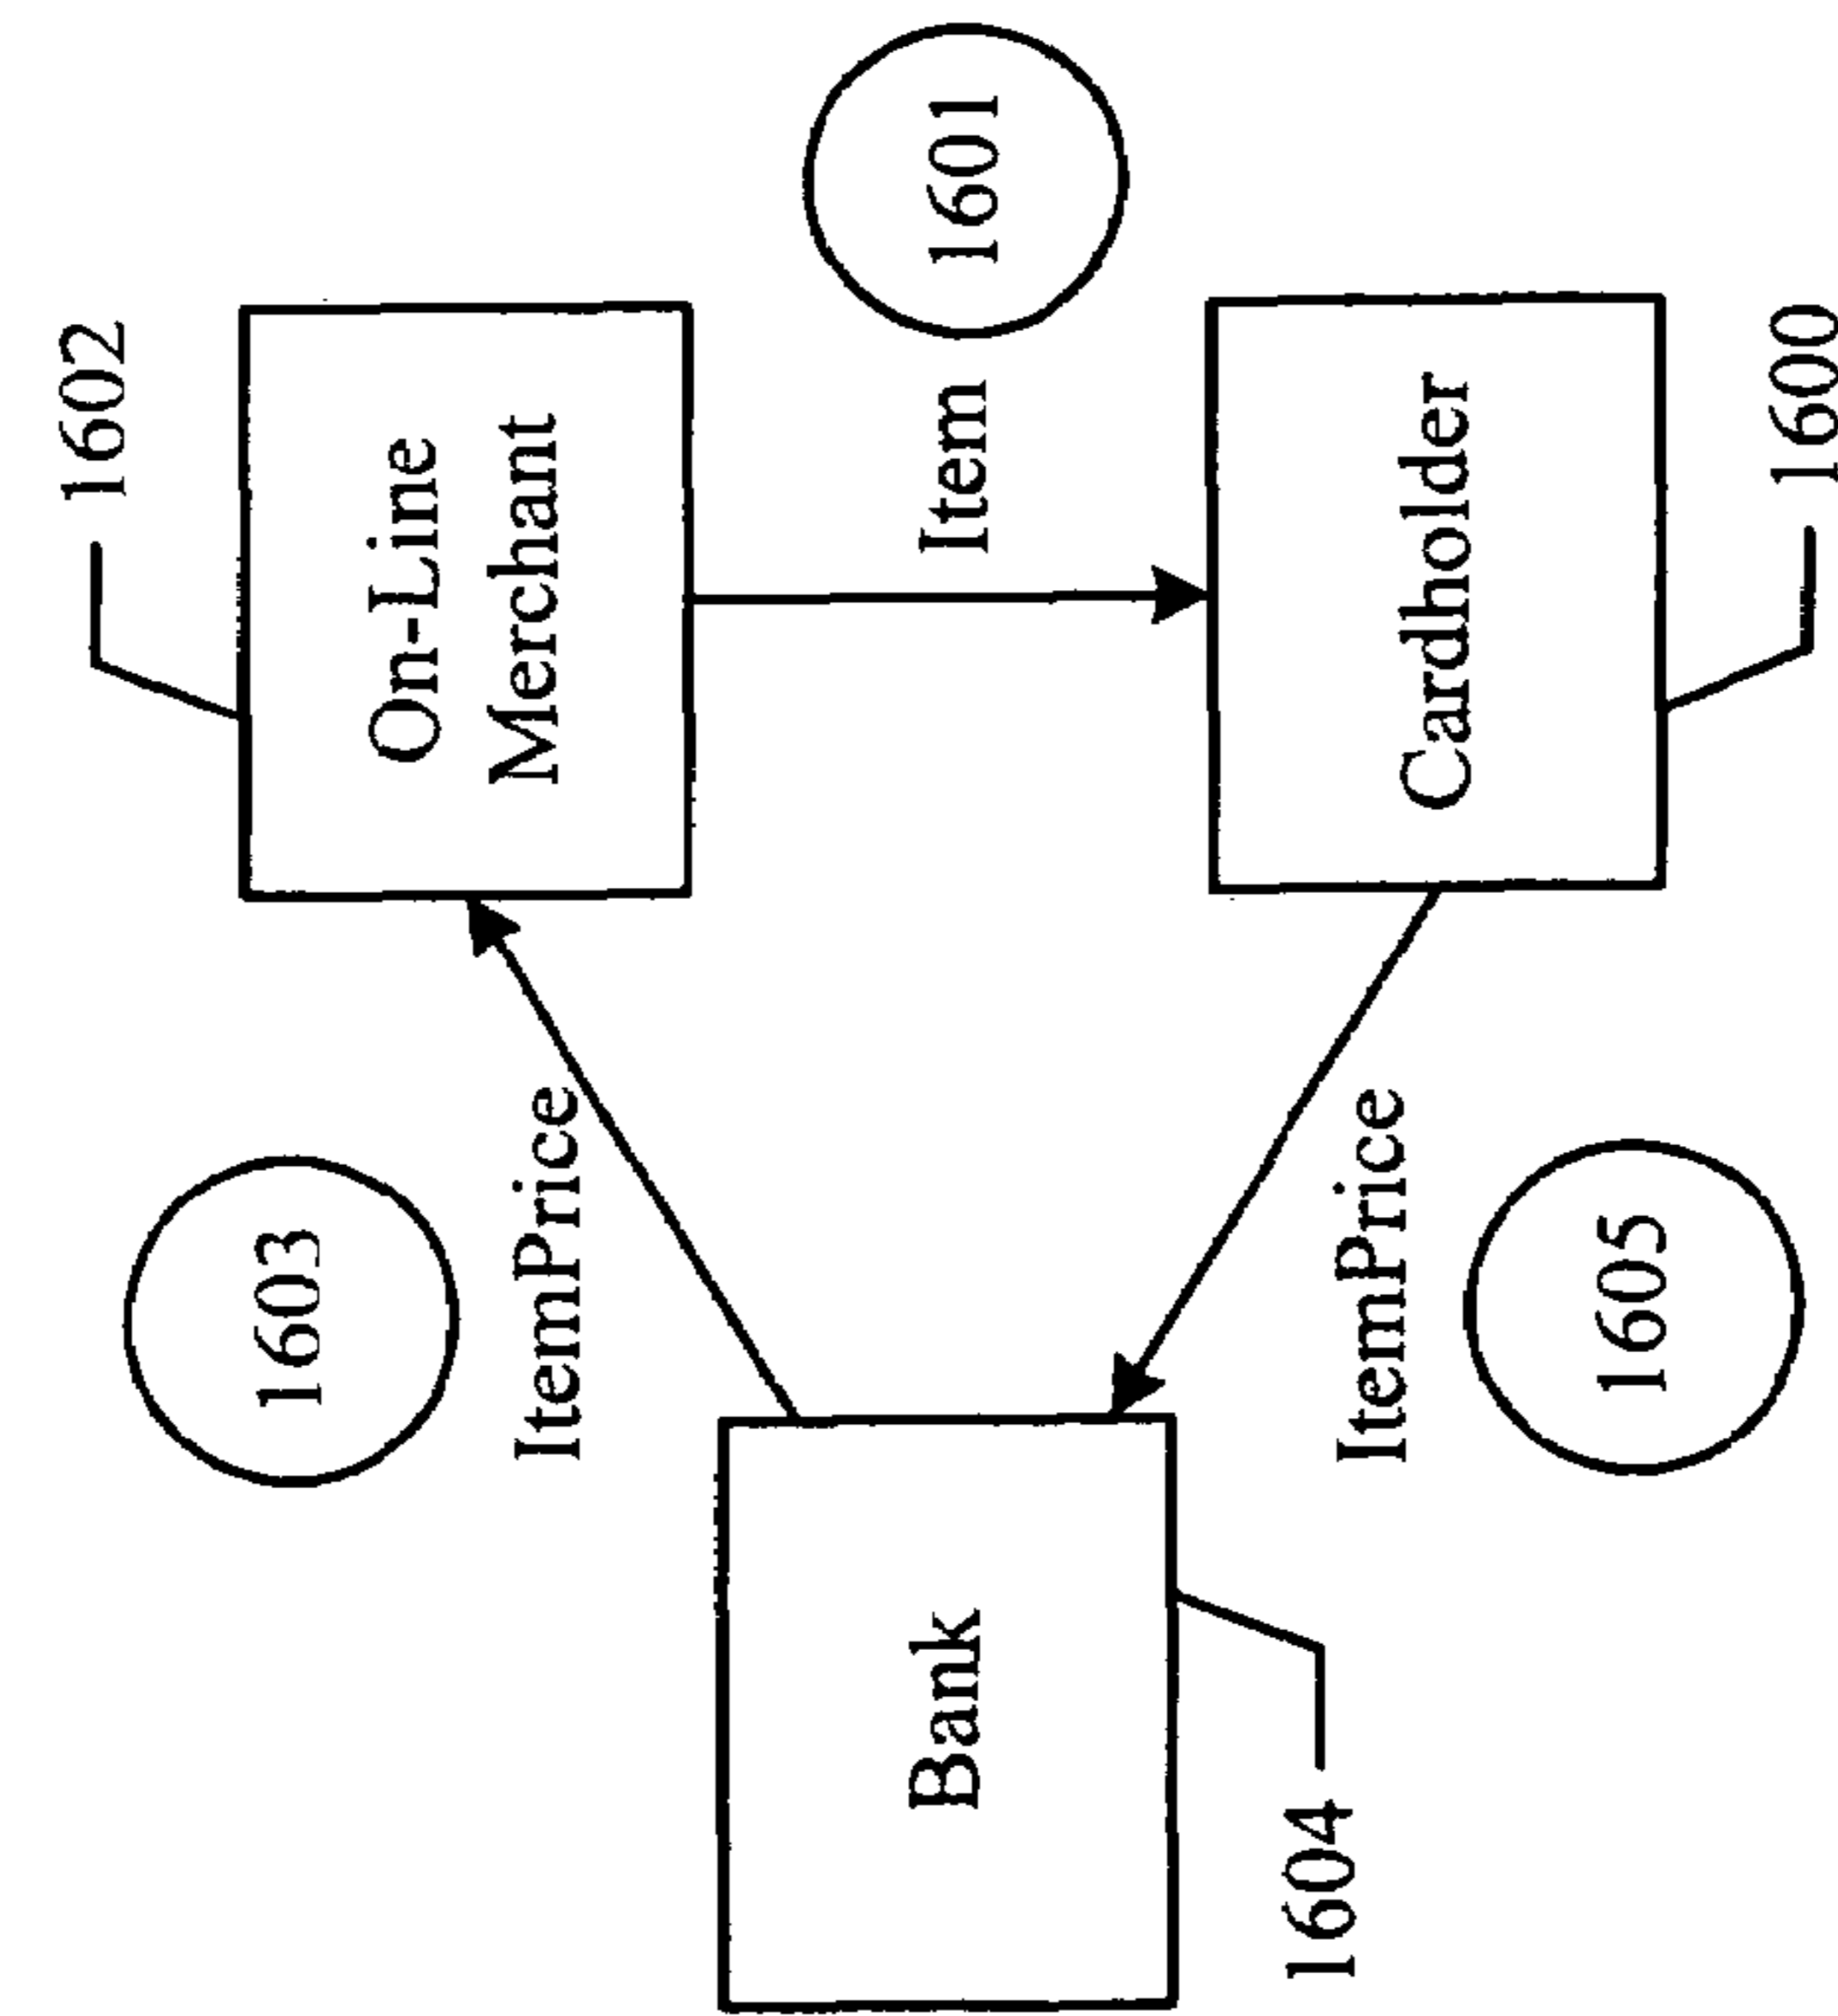 1602
On-Line
Merchant
1603
ItemPrice
1601
Item
Bank
1604
Cardholder
1600
ItemPrice
1605